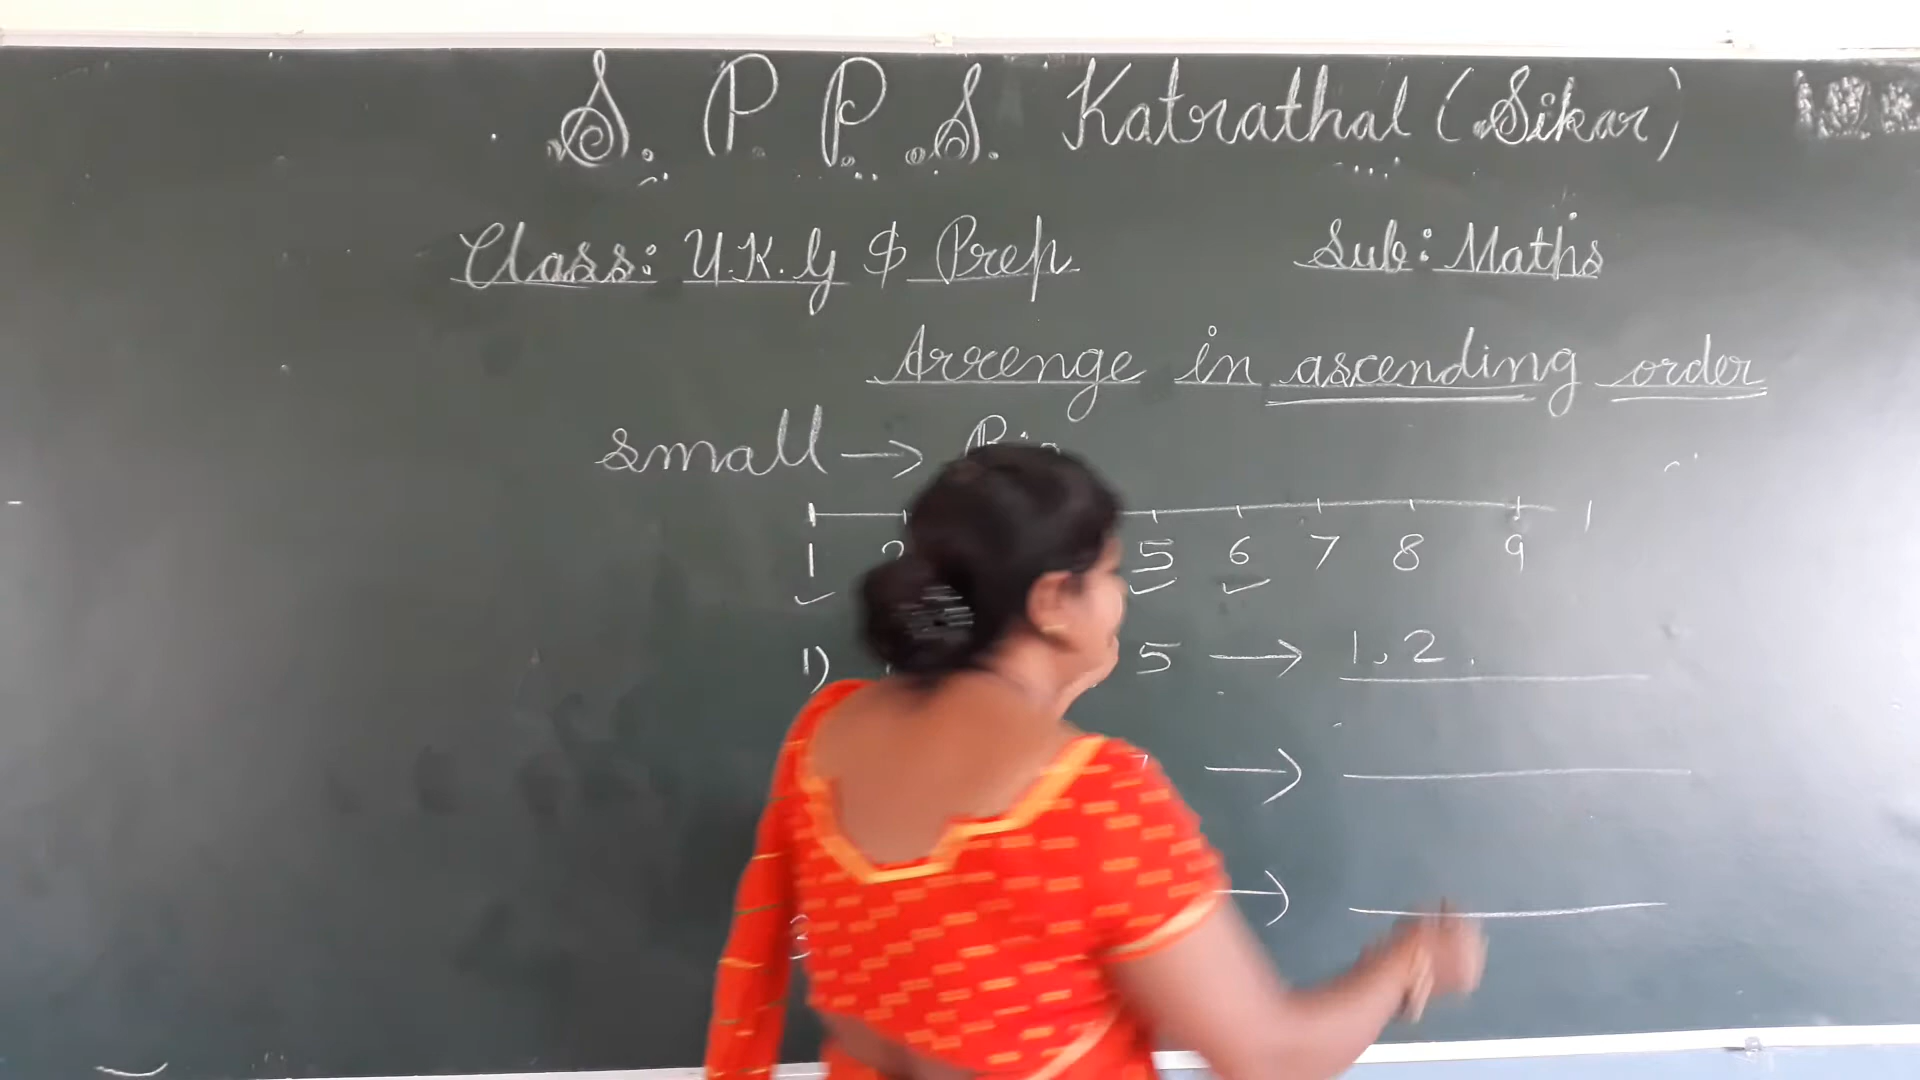 S. P. P. S. Katrathal (Sikar)
Class: U.K.G & Prep Sub: Maths
Arrenge in ascending order
small → Big
1 2 5 6 7 8 9
1) 5 → 1, 2.
→
3 →